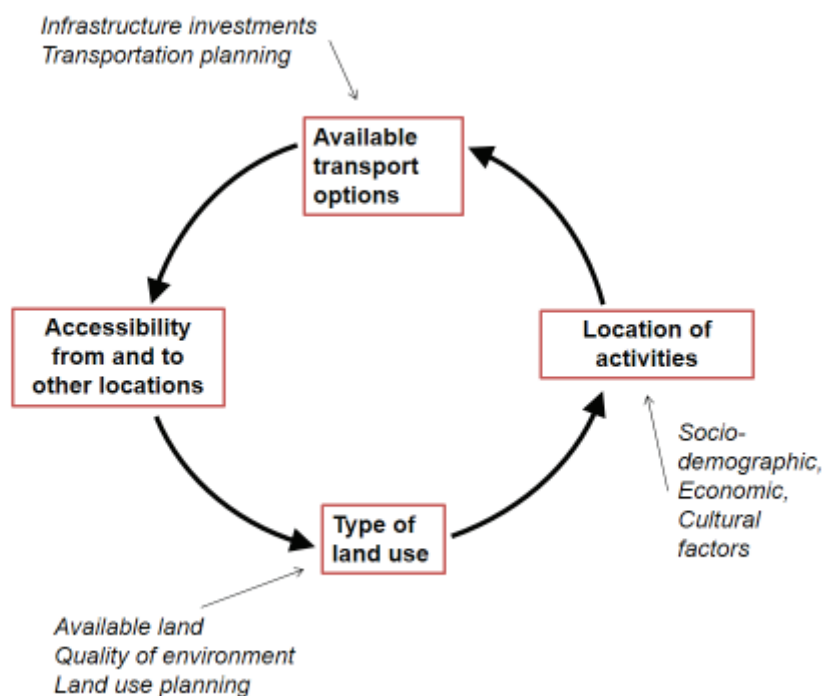 Infrastructure investments
Transportation planning
Available
transport
options
Accessibility
from and to
other locations
Location of
activities
Socio-
demographic,
Economic,
Cultural
factors
Type of
land use
Available land
Quality of environment
Land use planning